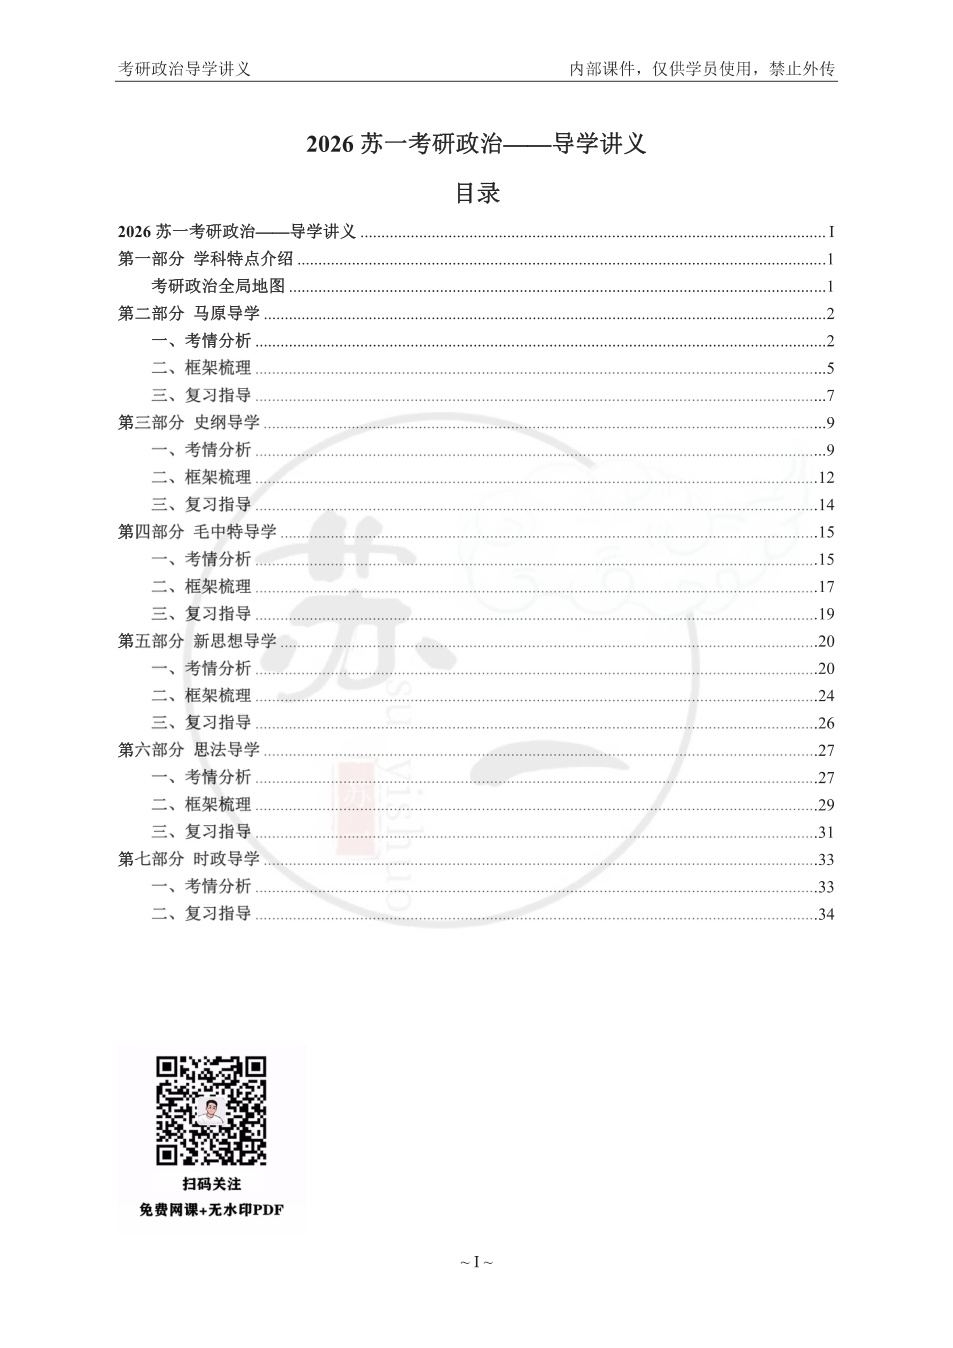 考研政治导学讲义 内部课件，仅供学员使用，禁止外传
2026 苏一考研政治——导学讲义
目录
2026 苏一考研政治——导学讲义 I
第一部分 学科特点介绍 1
考研政治全局地图 1
第二部分 马原导学 2
一、考情分析 2
二、框架梳理 5
三、复习指导 7
第三部分 史纲导学 9
一、考情分析 9
二、框架梳理 12
三、复习指导 14
第四部分 毛中特导学 15
一、考情分析 15
二、框架梳理 17
三、复习指导 19
第五部分 新思想导学 20
一、考情分析 20
二、框架梳理 24
三、复习指导 26
第六部分 思法导学 27
一、考情分析 27
二、框架梳理 29
三、复习指导 31
第七部分 时政导学 33
一、考情分析 33
二、复习指导 34
苏一
su yishuo
扫码关注
免费网课+无水印PDF
~ I ~